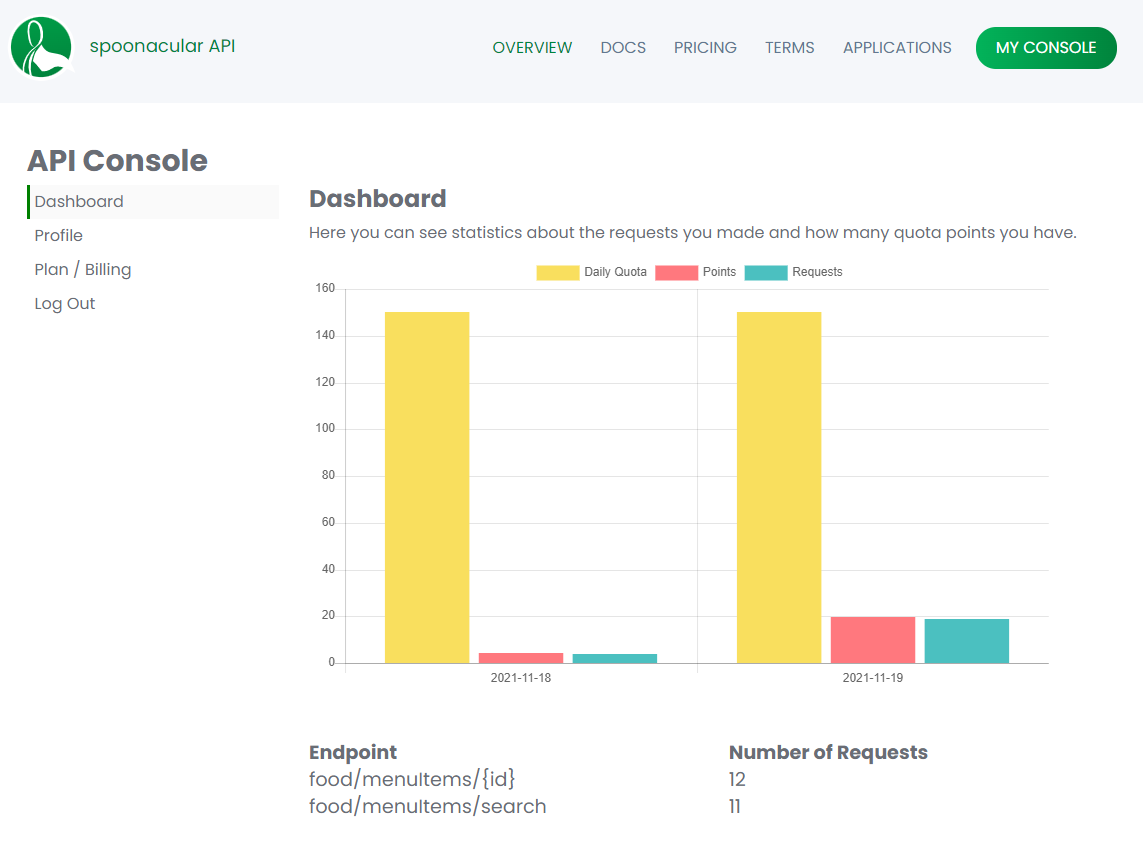 spoonacular API
OVERVIEW DOCS PRICING TERMS APPLICATIONS MY CONSOLE
API Console
Dashboard
Profile
Plan / Billing
Log Out
Dashboard
Here you can see statistics about the requests you made and how many quota points you have.
Daily Quota Points Requests
160
140
120
100
80
60
40
20
0
2021-11-18 2021-11-19
Endpoint Number of Requests
food/menuItems/{id} 12
food/menuItems/search 11